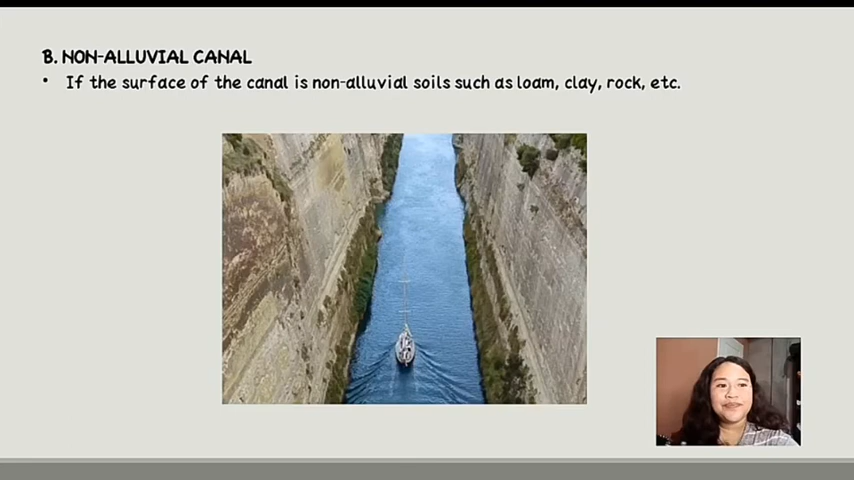 B. NON-ALLUVIAL CANAL
• If the surface of the canal is non-alluvial soils such as loam, clay, rock, etc.